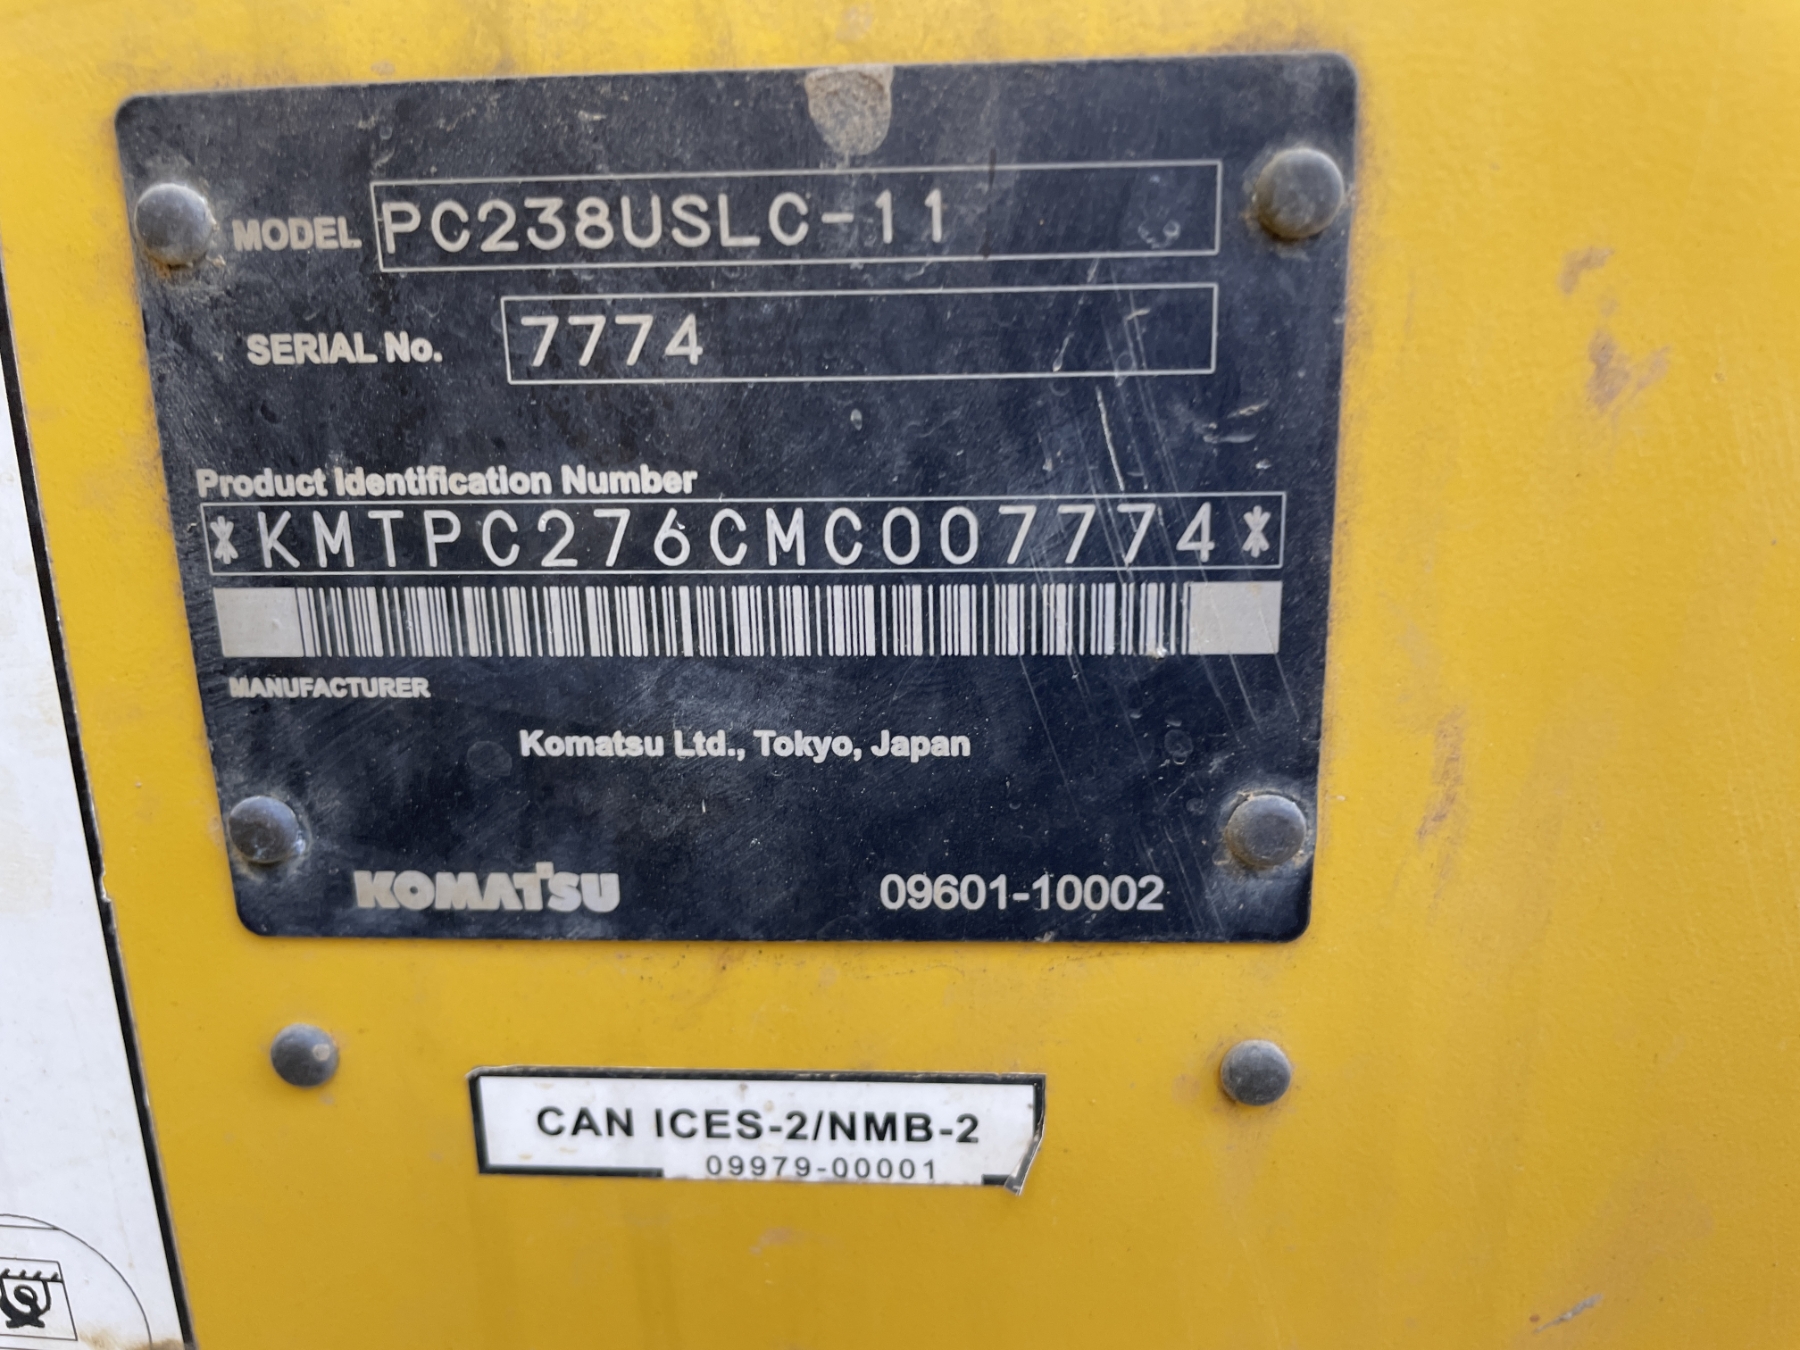 MODEL PC238USLC-11
SERIAL No. 7774
Product Identification Number
*KMTPC276CMC007774*
MANUFACTURER
Komatsu Ltd., Tokyo, Japan
KOMATSU 09601-10002
CAN ICES-2/NMB-2
09979-00001